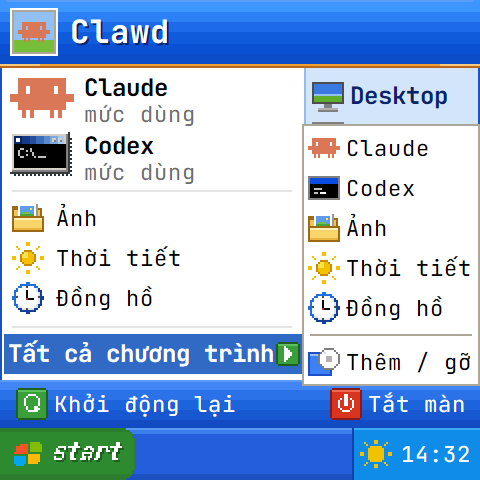 Clawd
Claude
mức dùng
Codex
mức dùng
Ảnh
Thời tiết
Đồng hồ
Tất cả chương trình
Desktop
C:\_
Claude
Codex
Ảnh
Thời tiết
Đồng hồ
Thêm / gỡ
Khởi động lại
Tắt màn
start
14:32